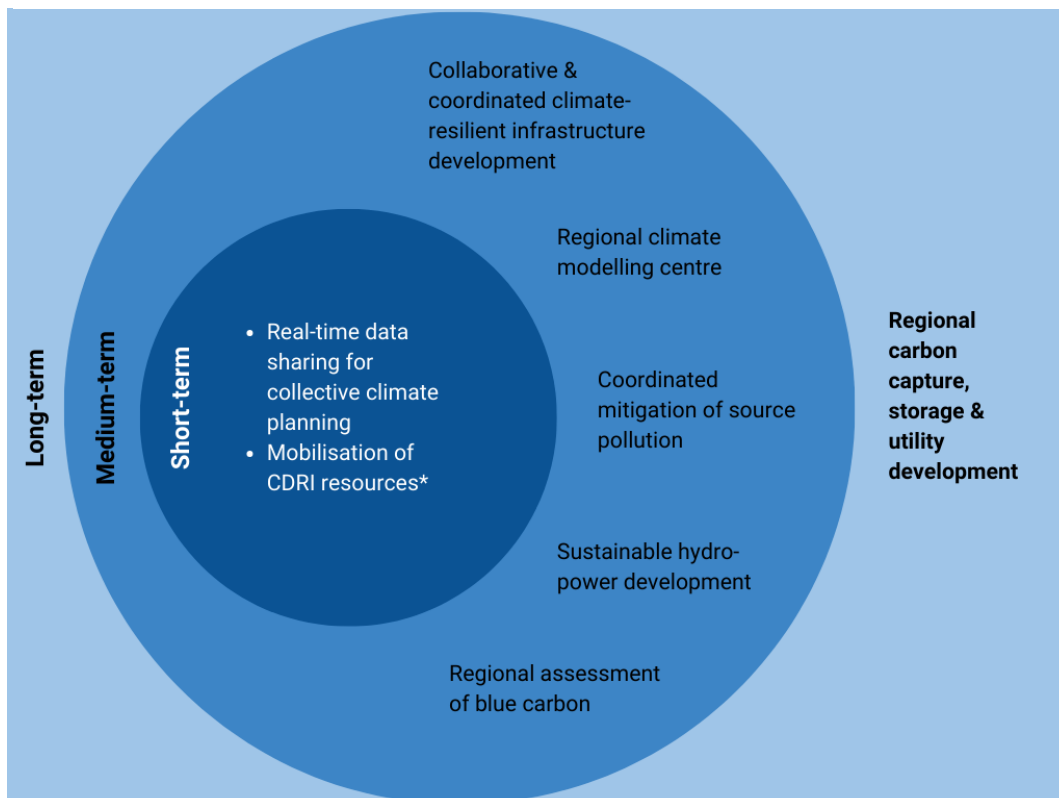 Long-term
Medium-term
Short-term
• Real-time data
sharing for
collective climate
planning
• Mobilisation of
CDRI resources*
Collaborative &
coordinated climate-
resilient infrastructure
development
Regional climate
modelling centre
Coordinated
mitigation of source
pollution
Sustainable hydro-
power development
Regional assessment
of blue carbon
Regional
carbon
capture,
storage &
utility
development